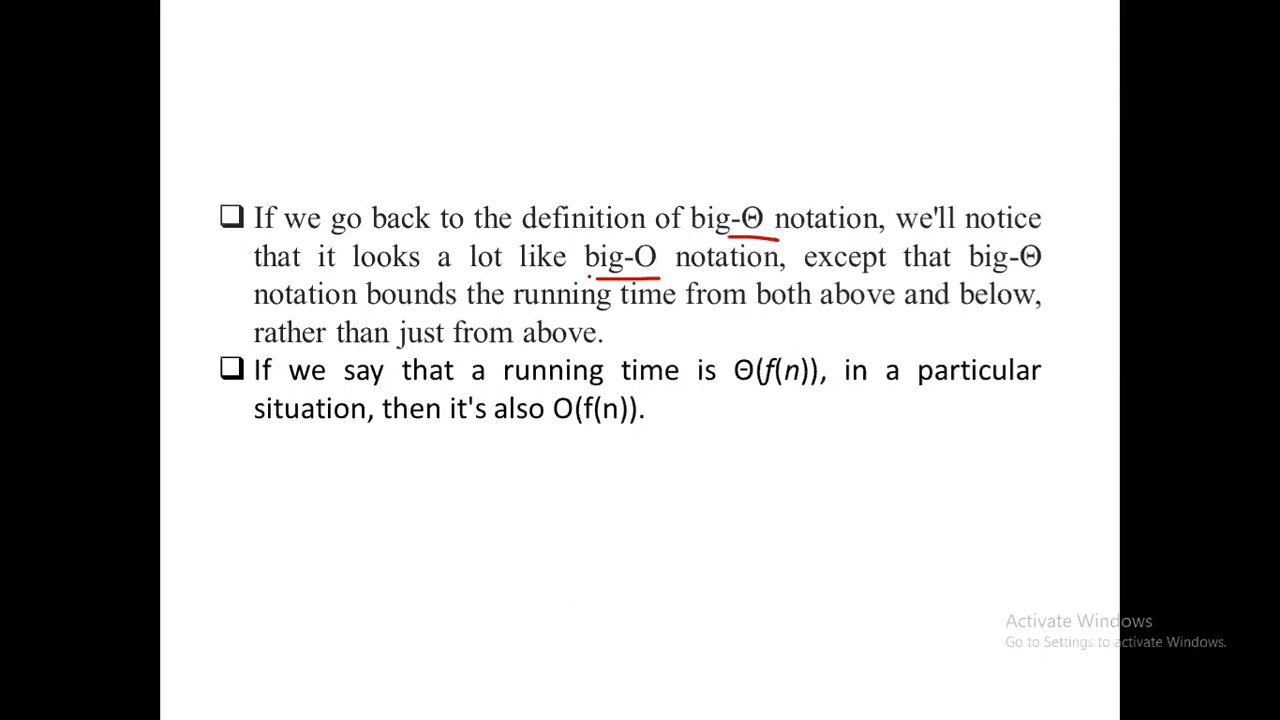 ❑ If we go back to the definition of big-Θ notation, we'll notice
that it looks a lot like big-O notation, except that big-Θ
notation bounds the running time from both above and below,
rather than just from above.
❑ If we say that a running time is Θ(f(n)), in a particular
situation, then it's also O(f(n)).
Activate Windows
Go to Settings to activate Windows.